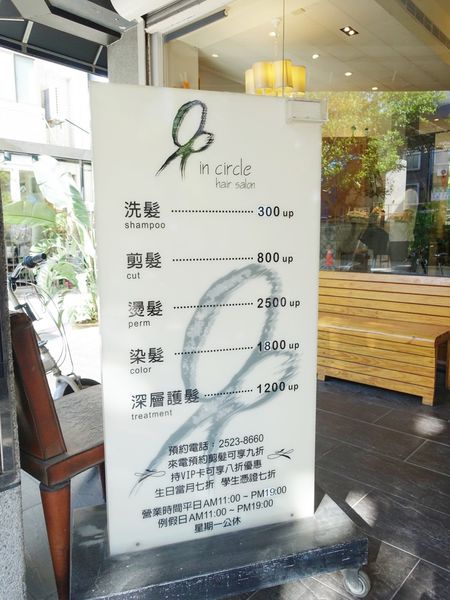 in circle
hair salon
洗髮 300 up
shampoo
剪髮 800 up
cut
燙髮 2500 up
perm
染髮 1800 up
color
深層護髮 1200 up
treatment
預約電話：2523-8660
來電預約剪髮可享九折
持VIP卡可享八折優惠
生日當月七折 學生憑證七折
營業時間平日AM11:00 ~ PM19:00
例假日AM11:00 ~ PM19:00
星期一公休